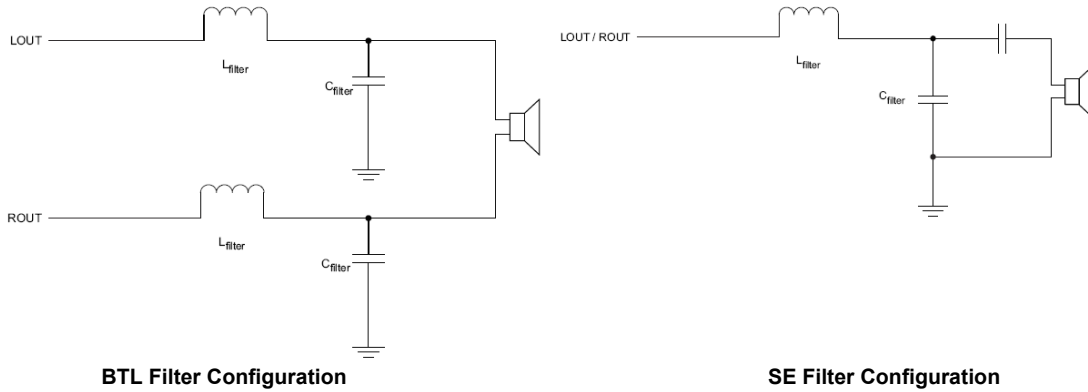 LOUT
Lfilter
Cfilter
ROUT
Lfilter
Cfilter
BTL Filter Configuration
LOUT / ROUT
Lfilter
Cfilter
SE Filter Configuration